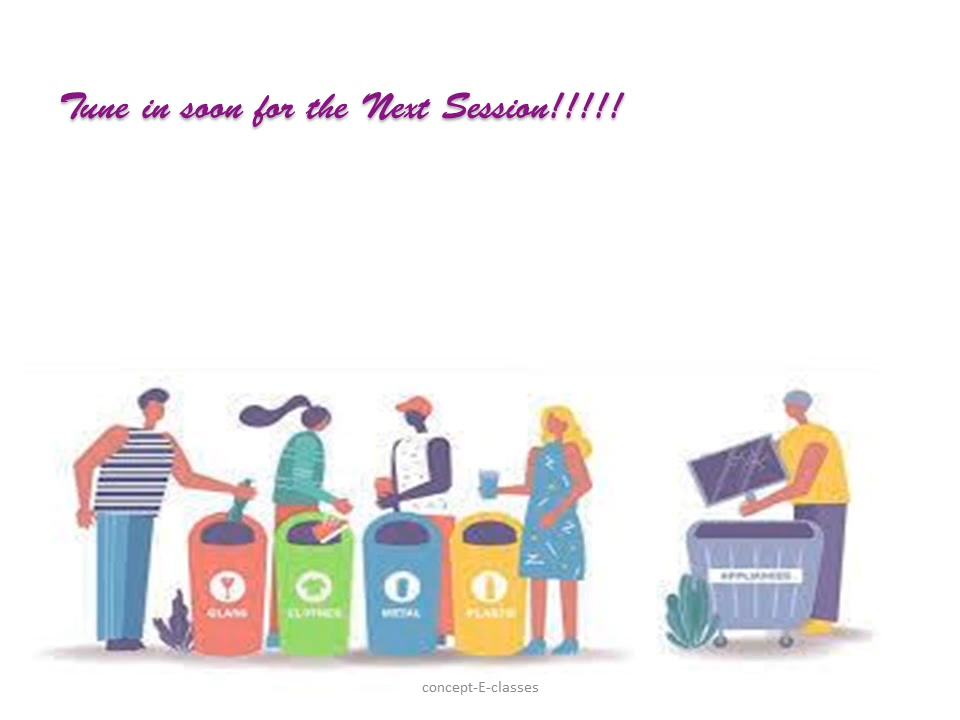 Tune in soon for the Next Session!!!!!
GLASS
CLOTHES
METAL
PLASTIC
APPLIANCES
concept-E-classes